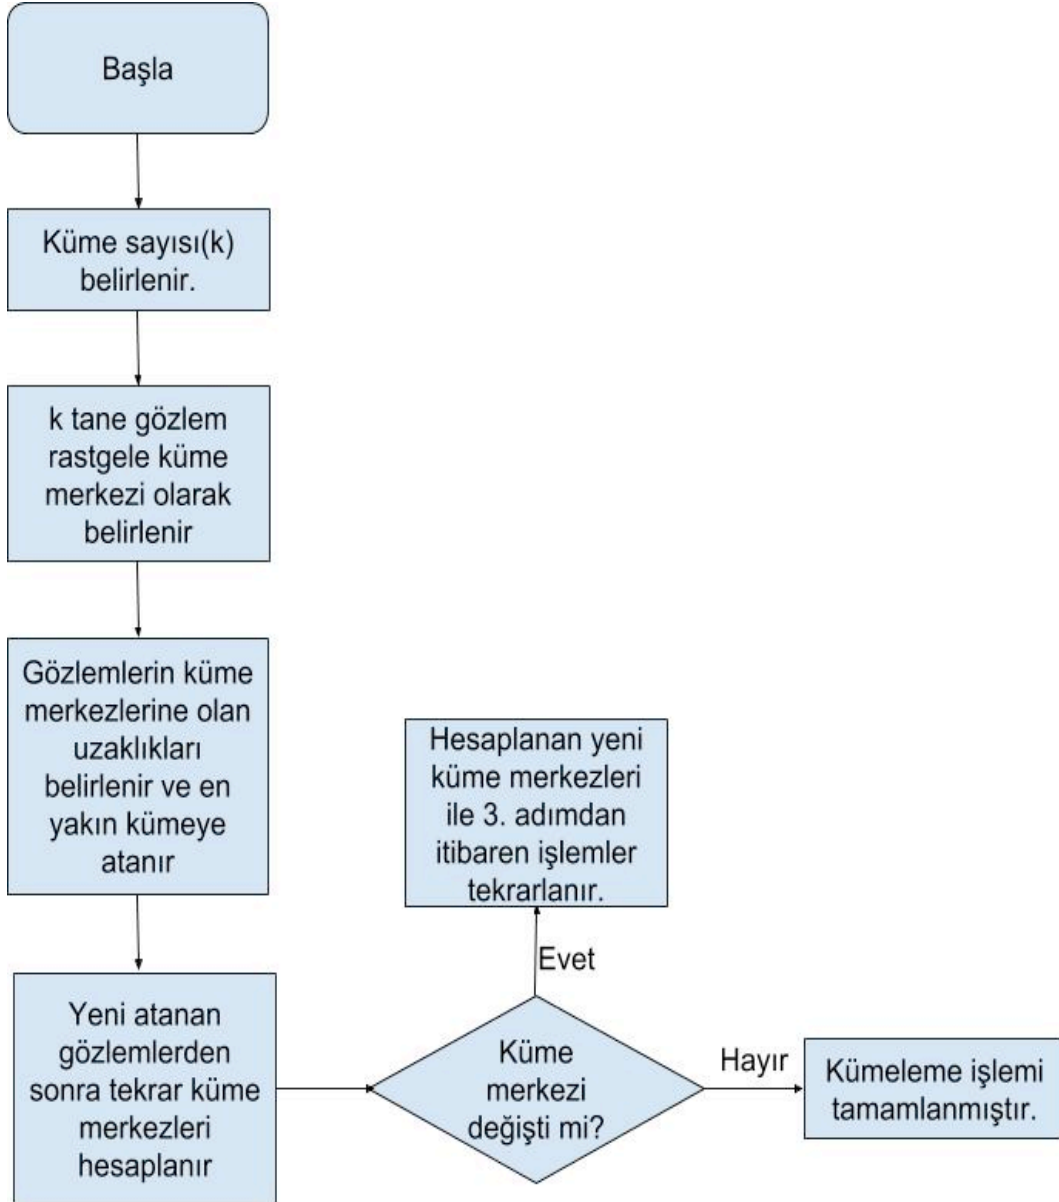 Başla
Küme sayısı(k)
belirlenir.
k tane gözlem
rastgele küme
merkezi olarak
belirlenir
Gözlemlerin küme
merkezlerine olan
uzaklıkları
belirlenir ve en
yakın kümeye
atanır
Yeni atanan
gözlemlerden
sonra tekrar küme
merkezleri
hesaplanır
Küme
merkezi
değişti mi?
Evet
Hesaplanan yeni
küme merkezleri
ile 3. adımdan
itibaren işlemler
tekrarlanır.
Hayır
Kümeleme işlemi
tamamlanmıştır.